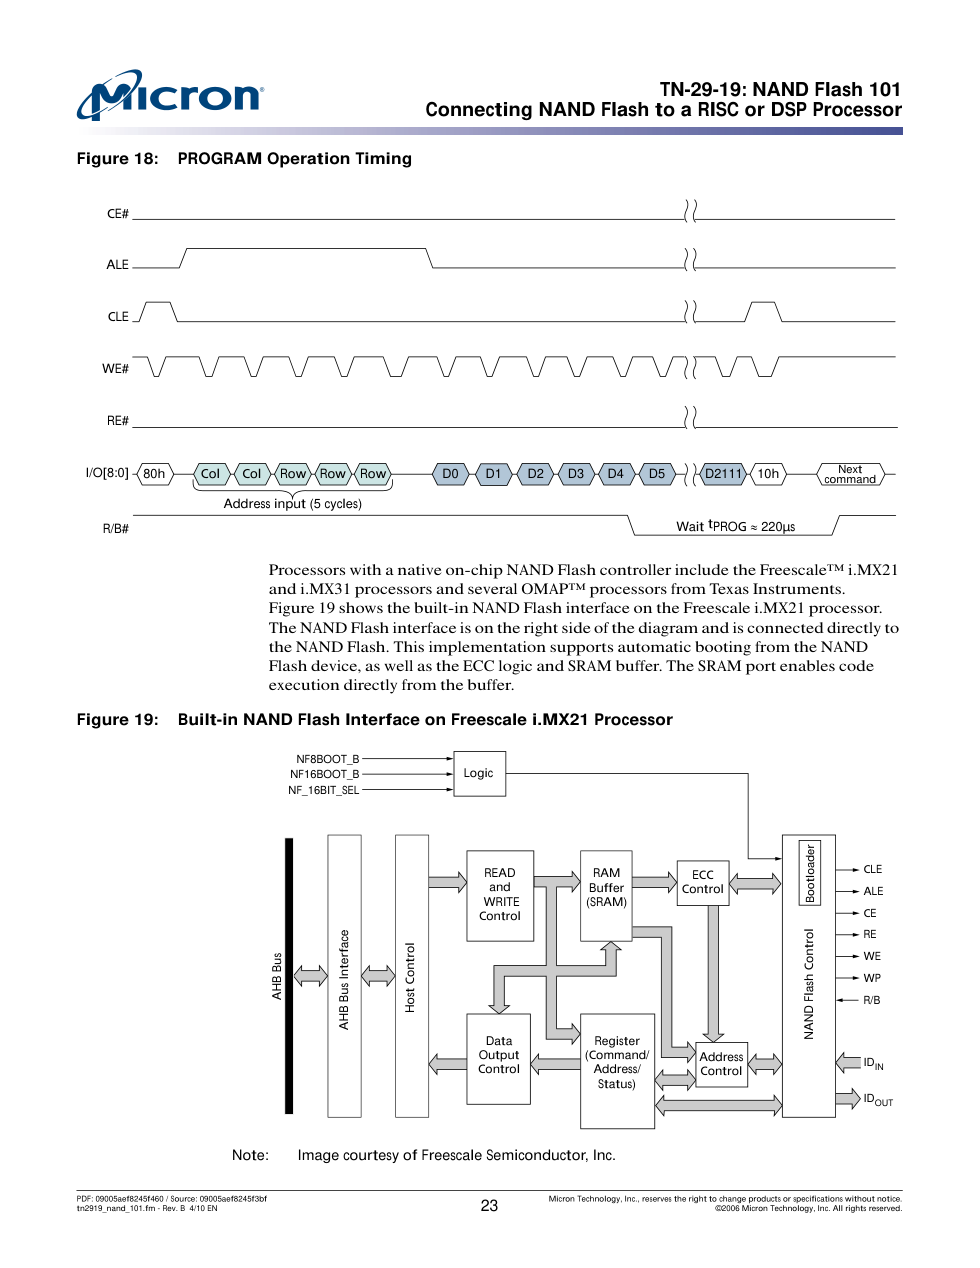 Micron®
TN-29-19: NAND Flash 101
Connecting NAND Flash to a RISC or DSP Processor
Figure 18: PROGRAM Operation Timing
CE#
ALE
CLE
WE#
RE#
I/O[8:0] 80h Col Col Row Row Row D0 D1 D2 D3 D4 D5 D2111 10h Next command
Address input (5 cycles)
R/B# Wait tPROG ≈ 220µs
Processors with a native on-chip NAND Flash controller include the Freescale™ i.MX21
and i.MX31 processors and several OMAP™ processors from Texas Instruments.
Figure 19 shows the built-in NAND Flash interface on the Freescale i.MX21 processor.
The NAND Flash interface is on the right side of the diagram and is connected directly to
the NAND Flash. This implementation supports automatic booting from the NAND
Flash device, as well as the ECC logic and SRAM buffer. The SRAM port enables code
execution directly from the buffer.
Figure 19: Built-in NAND Flash Interface on Freescale i.MX21 Processor
NF8BOOT_B
NF16BOOT_B
NF_16BIT_SEL
Logic
AHB Bus
AHB Bus Interface
Host Control
READ
and
WRITE
Control
RAM
Buffer
(SRAM)
ECC
Control
Bootloader
NAND Flash Control
Data
Output
Control
Register
(Command/
Address/
Status)
Address
Control
CLE
ALE
CE
RE
WE
WP
R/B
IDIN
IDOUT
Note: Image courtesy of Freescale Semiconductor, Inc.
PDF: 09005aef8245f460 / Source: 09005aef8245f3bf
tn2919_nand_101.fm - Rev. B 4/10 EN
23
Micron Technology, Inc., reserves the right to change products or specifications without notice.
©2006 Micron Technology, Inc. All rights reserved.